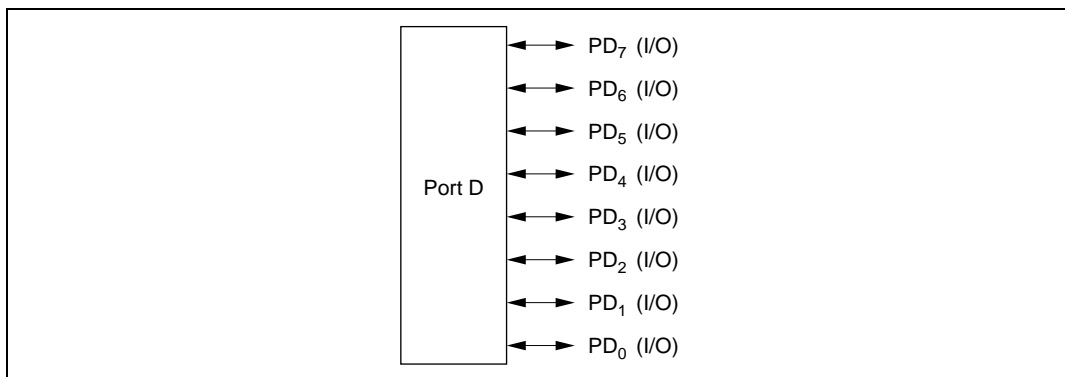 PD₇ (I/O)
PD₆ (I/O)
PD₅ (I/O)
PD₄ (I/O)
Port D
PD₃ (I/O)
PD₂ (I/O)
PD₁ (I/O)
PD₀ (I/O)